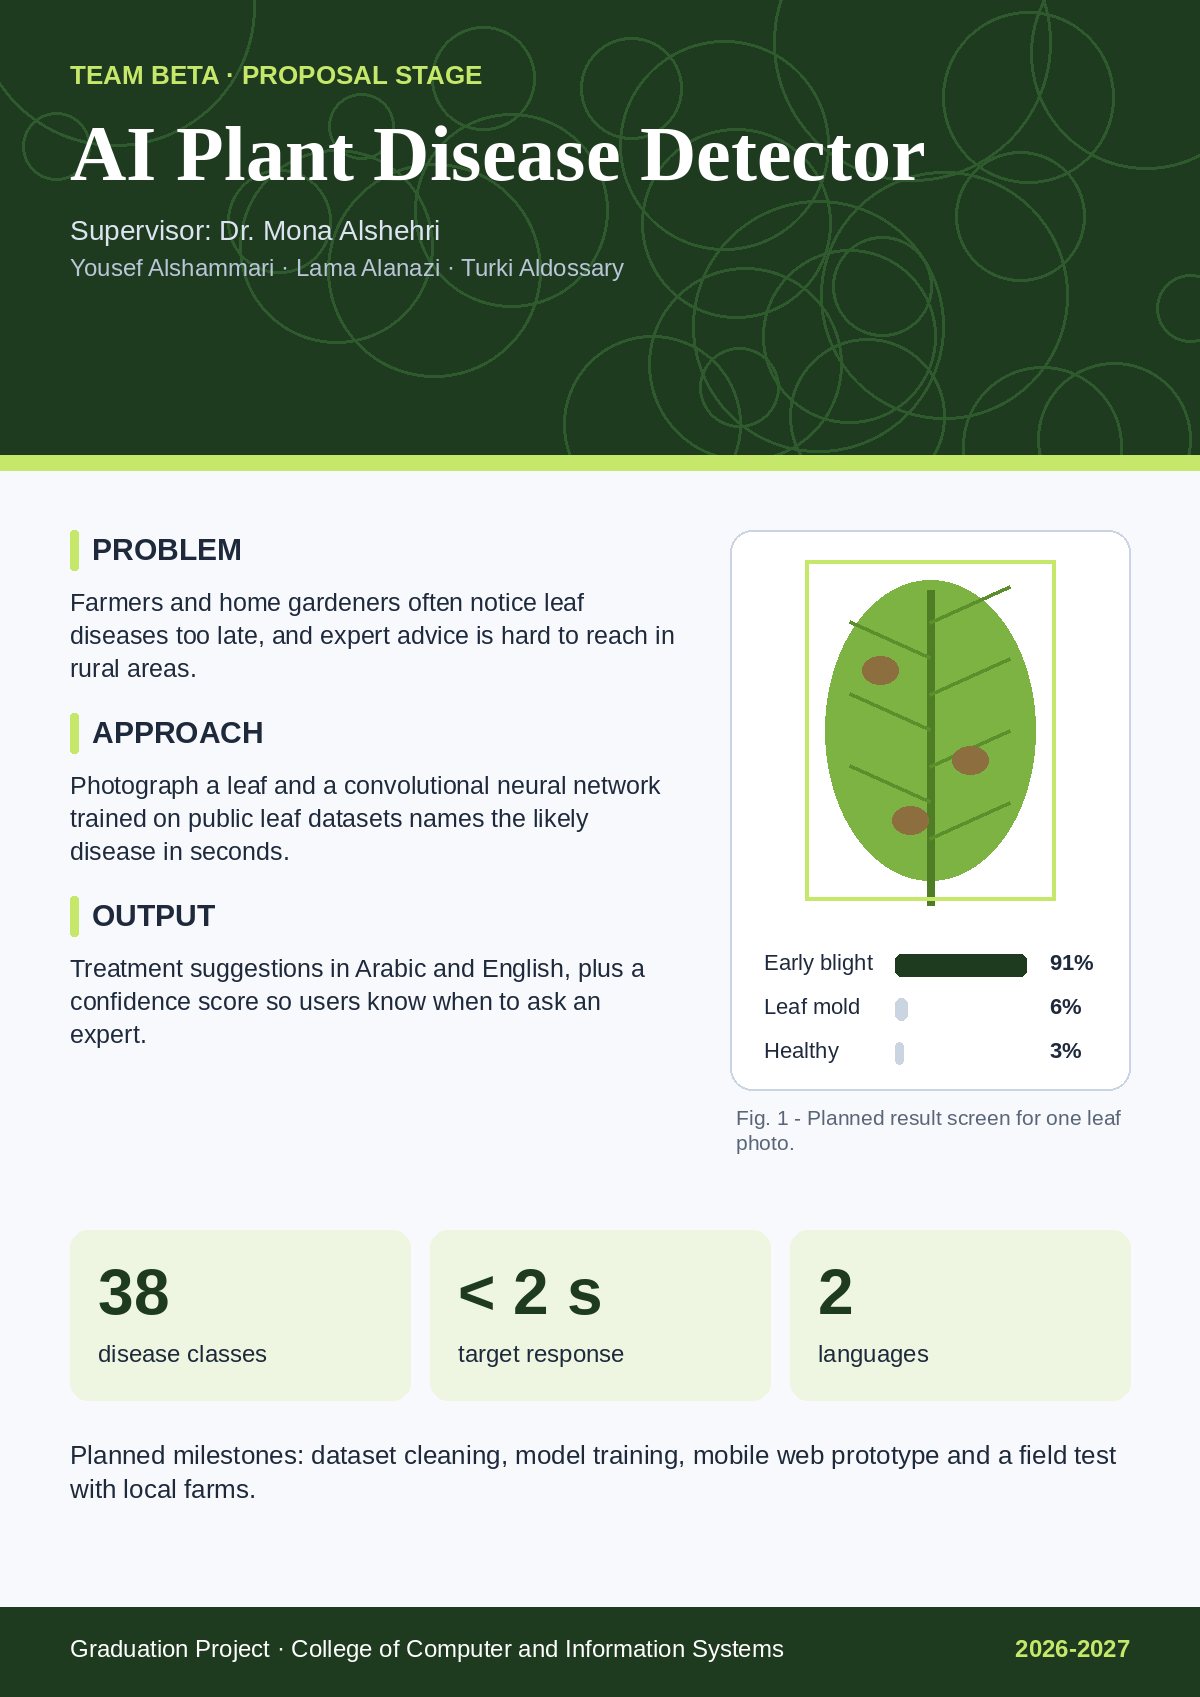 TEAM BETA · PROPOSAL STAGE
AI Plant Disease Detector
Supervisor: Dr. Mona Alshehri
Yousef Alshammari · Lama Alanazi · Turki Aldossary
PROBLEM
Farmers and home gardeners often notice leaf
diseases too late, and expert advice is hard to reach in
rural areas.
APPROACH
Photograph a leaf and a convolutional neural network
trained on public leaf datasets names the likely
disease in seconds.
OUTPUT
Treatment suggestions in Arabic and English, plus a
confidence score so users know when to ask an
expert.
Early blight 91%
Leaf mold 6%
Healthy 3%
Fig. 1 - Planned result screen for one leaf
photo.
38
disease classes
< 2 s
target response
2
languages
Planned milestones: dataset cleaning, model training, mobile web prototype and a field test
with local farms.
Graduation Project · College of Computer and Information Systems
2026-2027